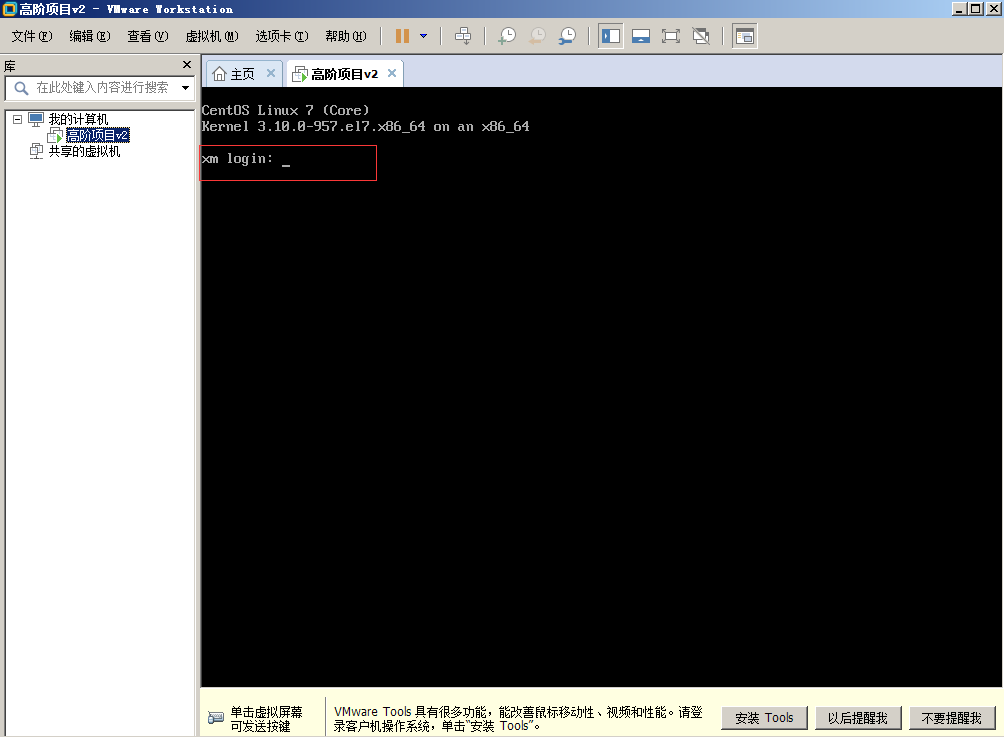 高阶项目v2 - VMware Workstation
文件(F) 编辑(E) 查看(V) 虚拟机(M) 选项卡(T) 帮助(H)
库
在此处键入内容进行搜索
我的计算机
高阶项目v2
共享的虚拟机
主页 高阶项目v2
CentOS Linux 7 (Core)
Kernel 3.10.0-957.el7.x86_64 on an x86_64
xm login: _
单击虚拟屏幕
可发送按键
VMware Tools 具有很多功能，能改善鼠标移动性、视频和性能。请登
录客户机操作系统，单击“安装 Tools”。
安装 Tools 以后提醒我 不要提醒我